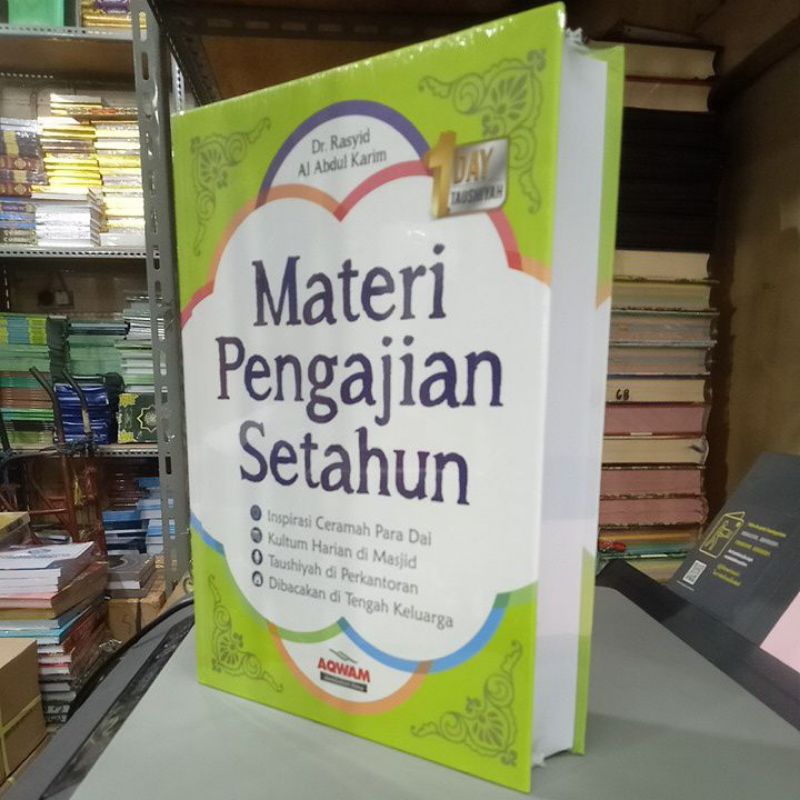 Dr. Rasyid
Al Abdul Karim
1 DAY
TAUSHIYAH
Materi
Pengajian
Setahun
Inspirasi Ceramah Para Dai
Kultum Harian di Masjid
Taushiyah di Perkantoran
Dibacakan di Tengah Keluarga
AQWAM
GB